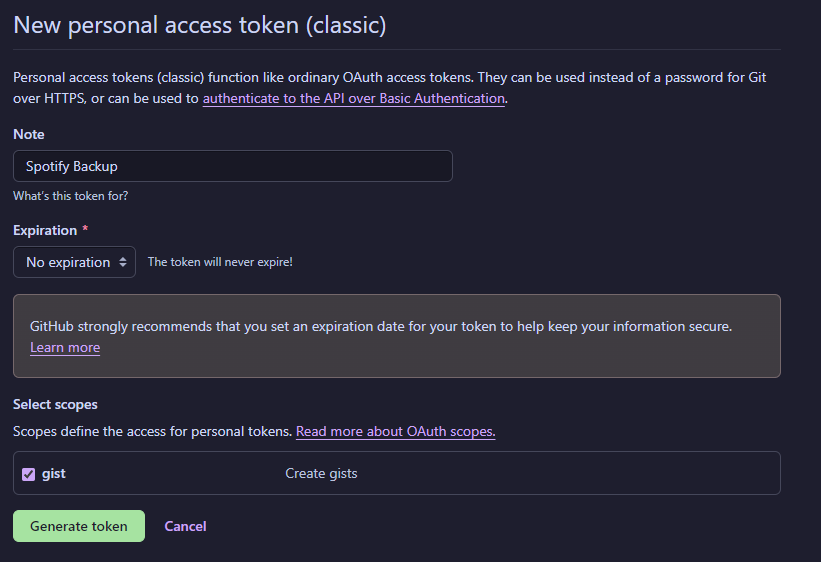 New personal access token (classic)
Personal access tokens (classic) function like ordinary OAuth access tokens. They can be used instead of a password for Git
over HTTPS, or can be used to authenticate to the API over Basic Authentication.
Note
Spotify Backup
What's this token for?
Expiration *
No expiration The token will never expire!
GitHub strongly recommends that you set an expiration date for your token to help keep your information secure.
Learn more
Select scopes
Scopes define the access for personal tokens. Read more about OAuth scopes.
gist Create gists
Generate token Cancel